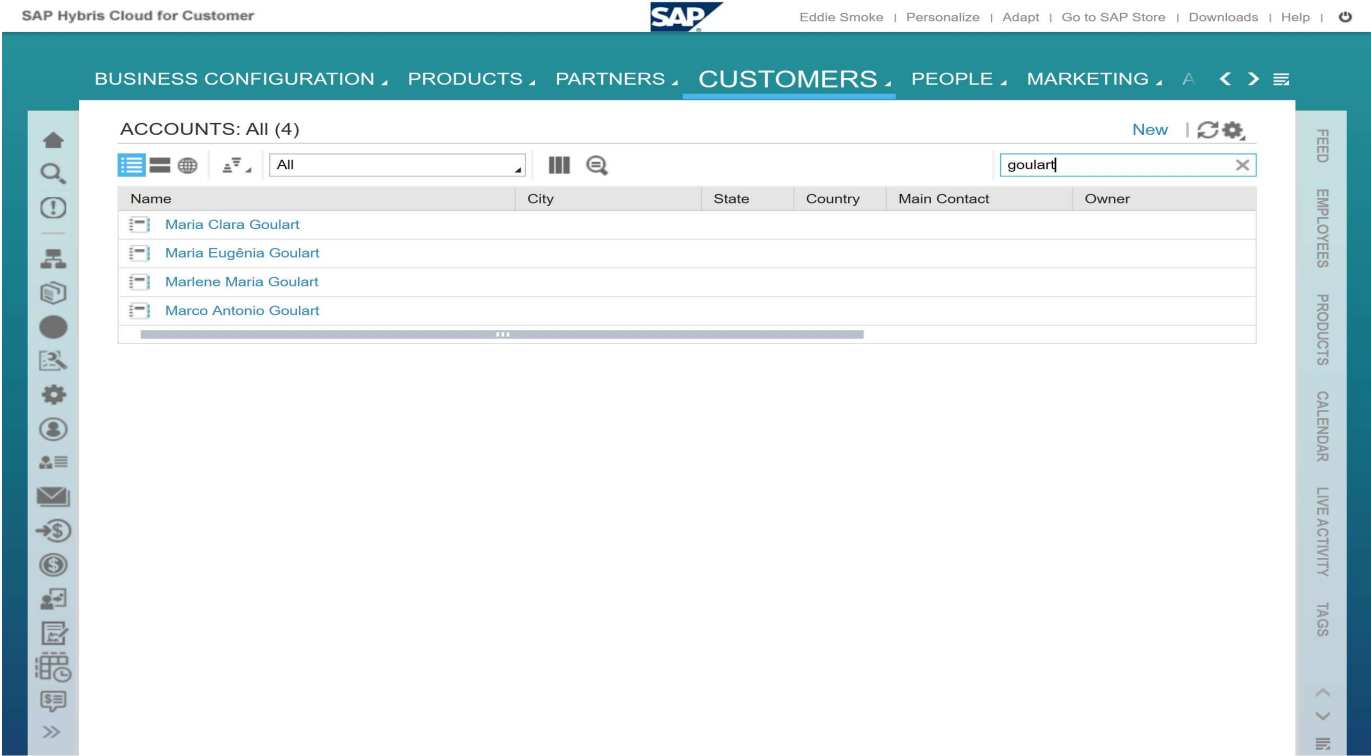 SAP Hybris Cloud for Customer
SAP
Eddie Smoke | Personalize | Adapt | Go to SAP Store | Downloads | Help |
BUSINESS CONFIGURATION PRODUCTS PARTNERS CUSTOMERS PEOPLE MARKETING A
ACCOUNTS: All (4)
New
All
goulart
Name City State Country Main Contact Owner
Maria Clara Goulart
Maria Eugênia Goulart
Marlene Maria Goulart
Marco Antonio Goulart
FEED
EMPLOYEES
PRODUCTS
CALENDAR
LIVE ACTIVITY
TAGS